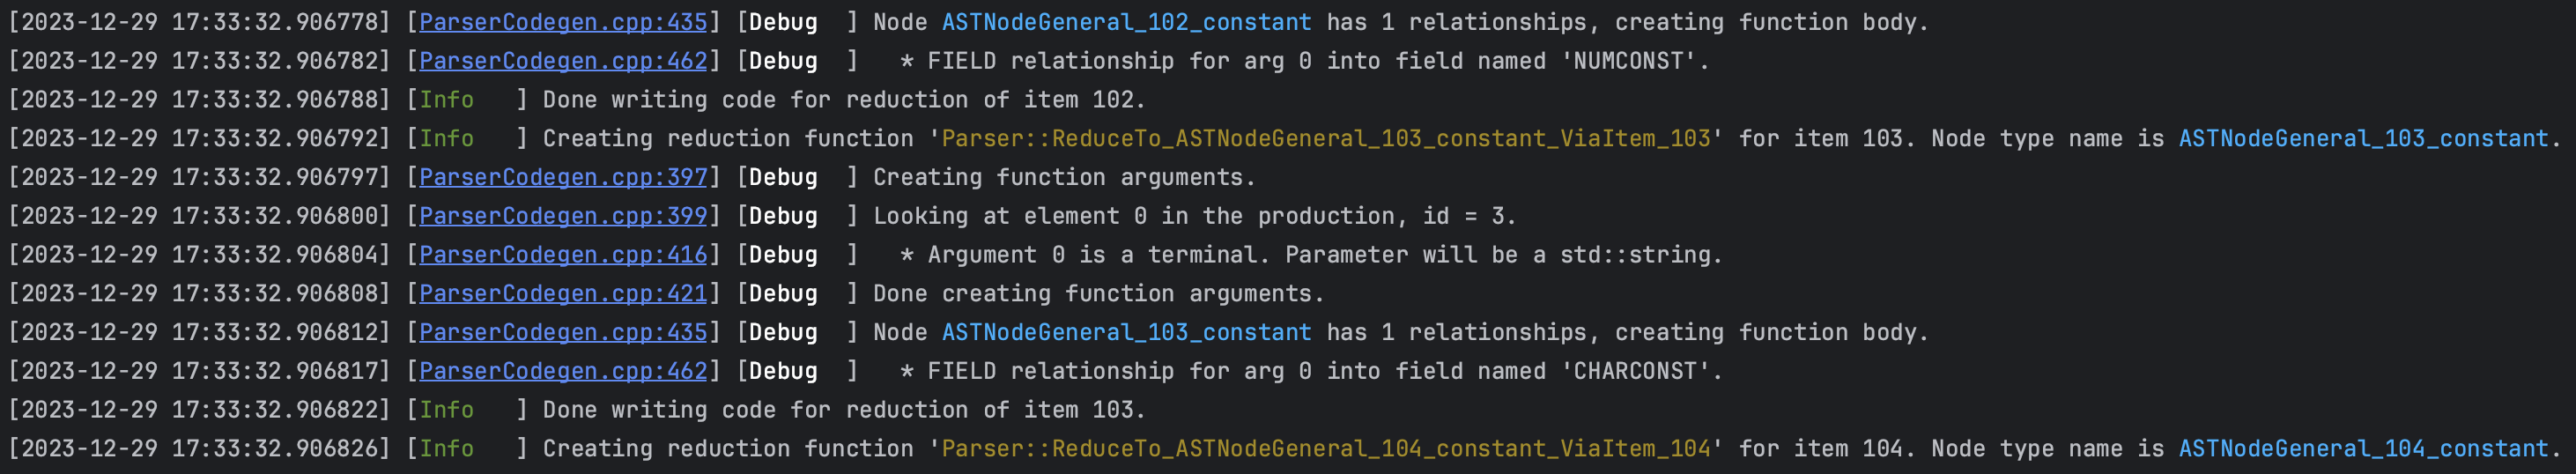 [2023-12-29 17:33:32.906778] [ParserCodegen.cpp:435] [Debug  ] Node ASTNodeGeneral_102_constant has 1 relationships, creating function body.
[2023-12-29 17:33:32.906782] [ParserCodegen.cpp:462] [Debug  ]   * FIELD relationship for arg 0 into field named 'NUMCONST'.
[2023-12-29 17:33:32.906788] [Info   ] Done writing code for reduction of item 102.
[2023-12-29 17:33:32.906792] [Info   ] Creating reduction function 'Parser::ReduceTo_ASTNodeGeneral_103_constant_ViaItem_103' for item 103. Node type name is ASTNodeGeneral_103_constant.
[2023-12-29 17:33:32.906797] [ParserCodegen.cpp:397] [Debug  ] Creating function arguments.
[2023-12-29 17:33:32.906800] [ParserCodegen.cpp:399] [Debug  ] Looking at element 0 in the production, id = 3.
[2023-12-29 17:33:32.906804] [ParserCodegen.cpp:416] [Debug  ]   * Argument 0 is a terminal. Parameter will be a std::string.
[2023-12-29 17:33:32.906808] [ParserCodegen.cpp:421] [Debug  ] Done creating function arguments.
[2023-12-29 17:33:32.906812] [ParserCodegen.cpp:435] [Debug  ] Node ASTNodeGeneral_103_constant has 1 relationships, creating function body.
[2023-12-29 17:33:32.906817] [ParserCodegen.cpp:462] [Debug  ]   * FIELD relationship for arg 0 into field named 'CHARCONST'.
[2023-12-29 17:33:32.906822] [Info   ] Done writing code for reduction of item 103.
[2023-12-29 17:33:32.906826] [Info   ] Creating reduction function 'Parser::ReduceTo_ASTNodeGeneral_104_constant_ViaItem_104' for item 104. Node type name is ASTNodeGeneral_104_constant.